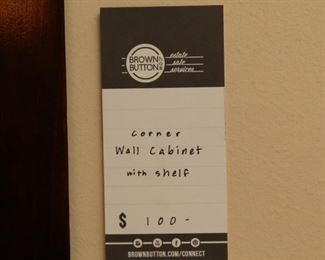 BROWN
BUTTON
estate
sale
services
corner
Wall Cabinet
with shelf
$ 100-
BROWNBUTTON.COM/CONNECT